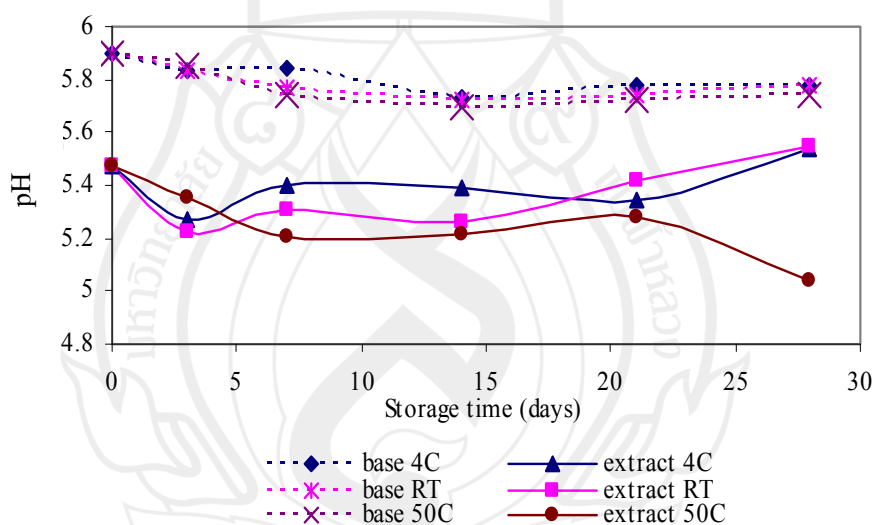 6
5.8
5.6
5.4
5.2
5
4.8
pH
0 5 10 15 20 25 30
Storage time (days)
base 4C extract 4C
base RT extract RT
base 50C extract 50C